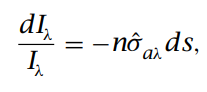 dI_λ / I_λ = −nσ̂_{aλ} ds,